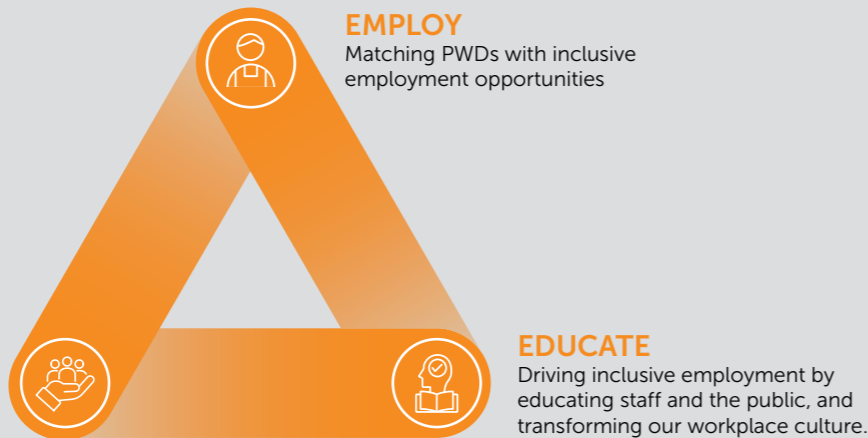 EMPLOY
Matching PWDs with inclusive
employment opportunities
EDUCATE
Driving inclusive employment by
educating staff and the public, and
transforming our workplace culture.